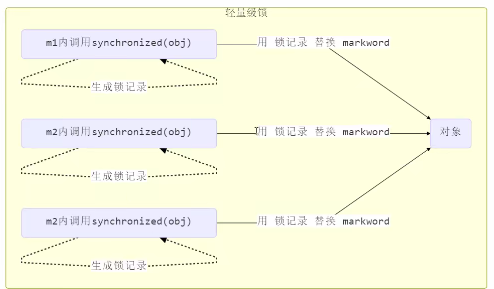 轻量级锁
m1内调用synchronized(obj)
用 锁记录 替换 markword
生成锁记录
m2内调用synchronized(obj)
用 锁记录 替换 markword
对象
生成锁记录
m2内调用synchronized(obj)
用 锁记录 替换 markword
生成锁记录